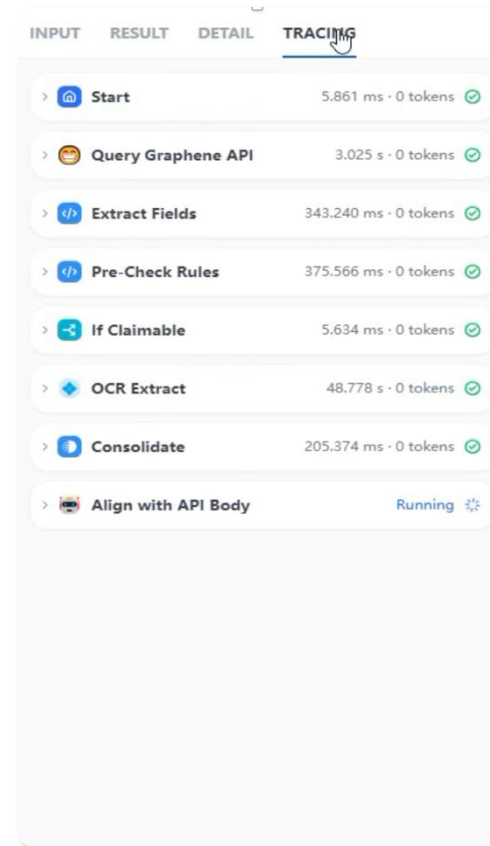 INPUT RESULT DETAIL TRACING
Start 5.861 ms · 0 tokens
Query Graphene API 3.025 s · 0 tokens
Extract Fields 343.240 ms · 0 tokens
Pre-Check Rules 375.566 ms · 0 tokens
If Claimable 5.634 ms · 0 tokens
OCR Extract 48.778 s · 0 tokens
Consolidate 205.374 ms · 0 tokens
Align with API Body Running